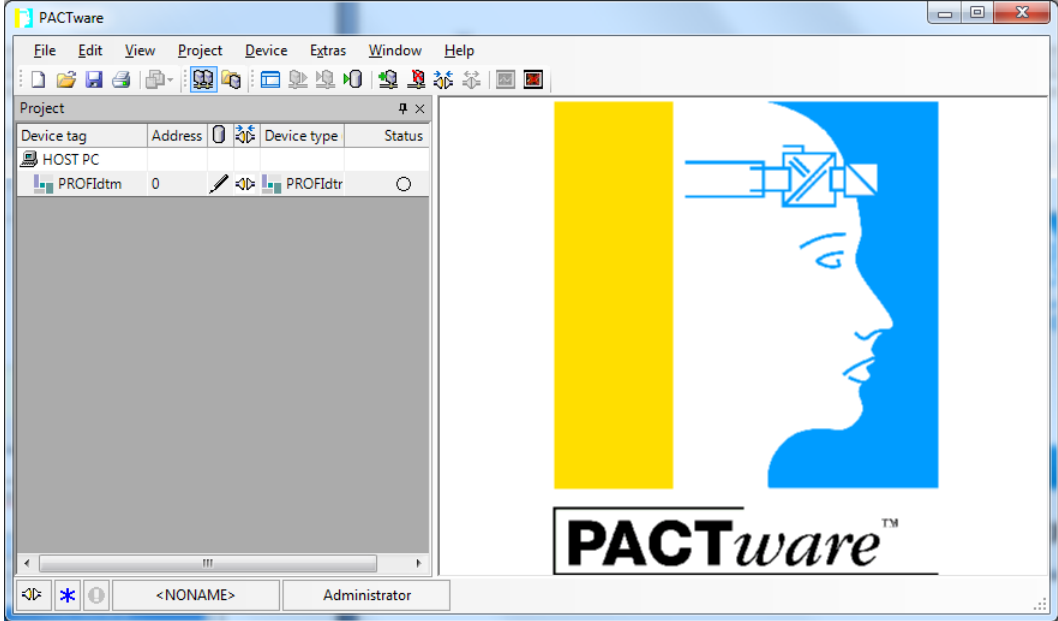 PACTware
File Edit View Project Device Extras Window Help
Project
Device tag Address Device type Status
HOST PC
PROFIdtm 0 PROFIdtr
PACTware™
<NONAME> Administrator